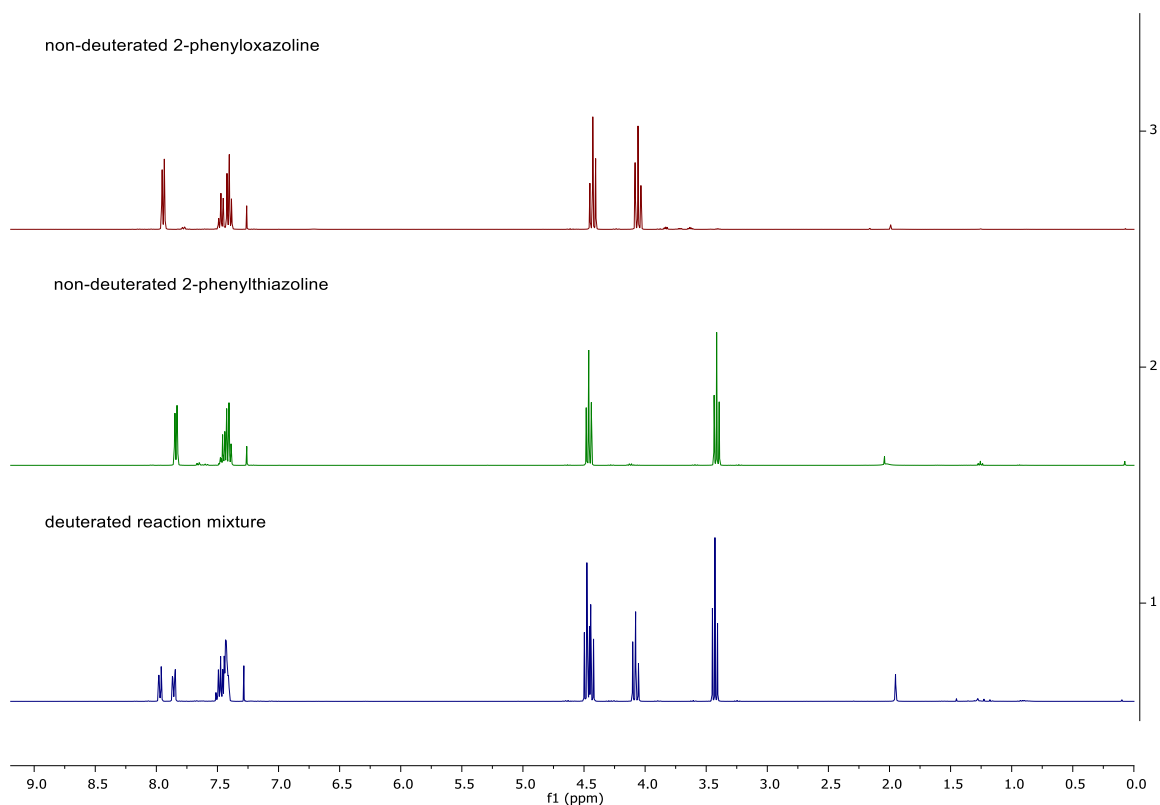 non-deuterated 2-phenyloxazoline
3
non-deuterated 2-phenylthiazoline
2
deuterated reaction mixture
1
9.0 8.5 8.0 7.5 7.0 6.5 6.0 5.5 5.0 4.5 4.0 3.5 3.0 2.5 2.0 1.5 1.0 0.5 0.0
f1 (ppm)